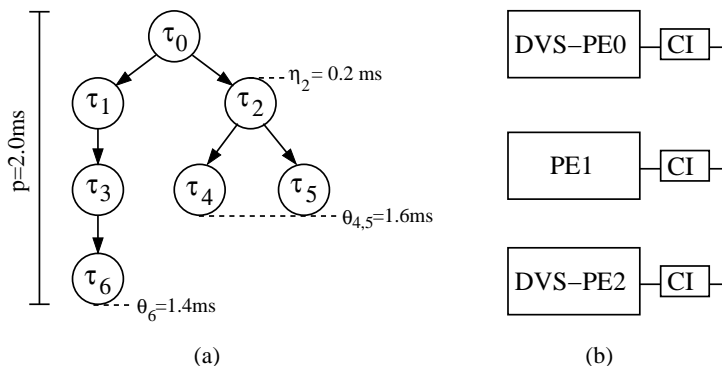 τ0
DVS−PE0
CI
η2= 0.2 ms
τ1
τ2
p=2.0ms
PE1
CI
τ3
τ4
τ5
θ4,5=1.6ms
DVS−PE2
CI
τ6
θ6=1.4ms
(a)
(b)